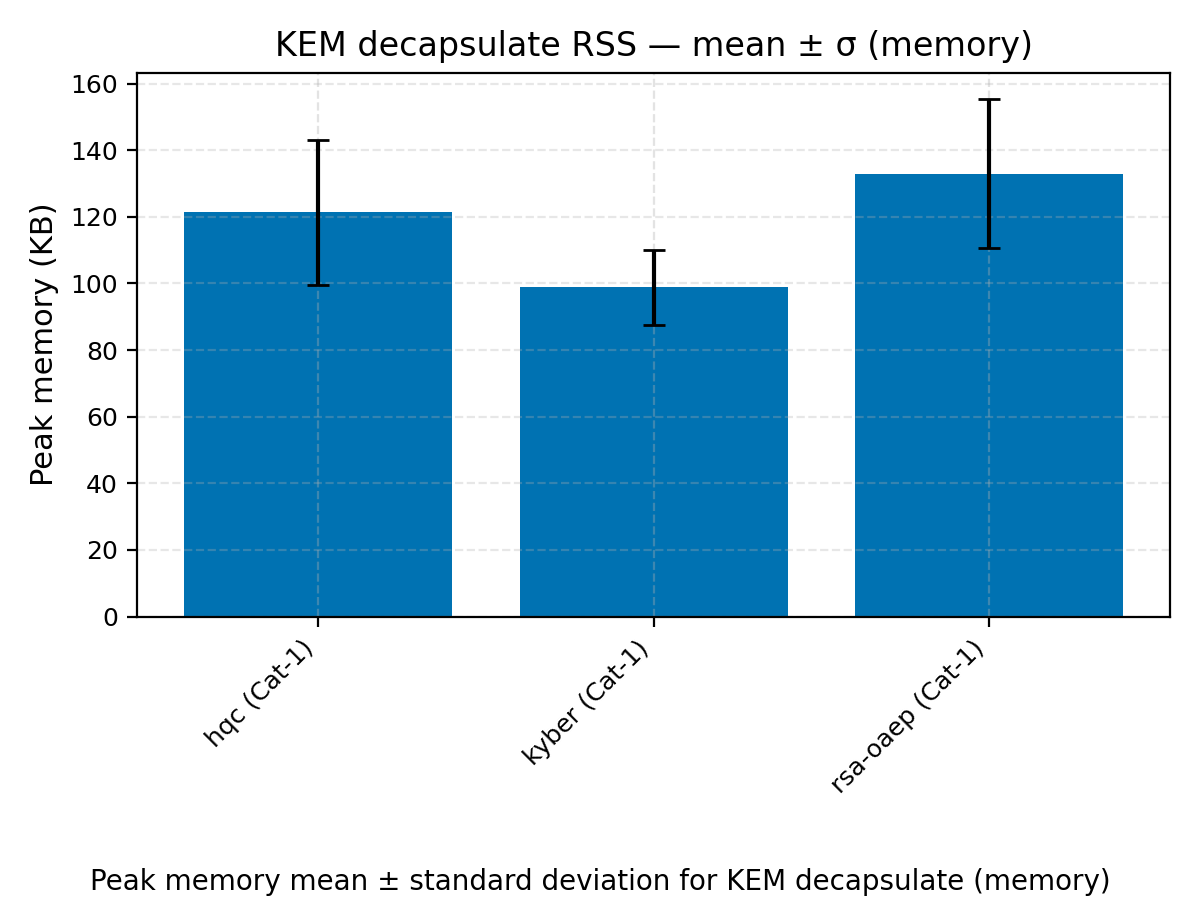 KEM decapsulate RSS — mean ± σ (memory)
Peak memory (KB)
160
140
120
100
80
60
40
20
0
hqc (Cat-1)
kyber (Cat-1)
rsa-oaep (Cat-1)
Peak memory mean ± standard deviation for KEM decapsulate (memory)